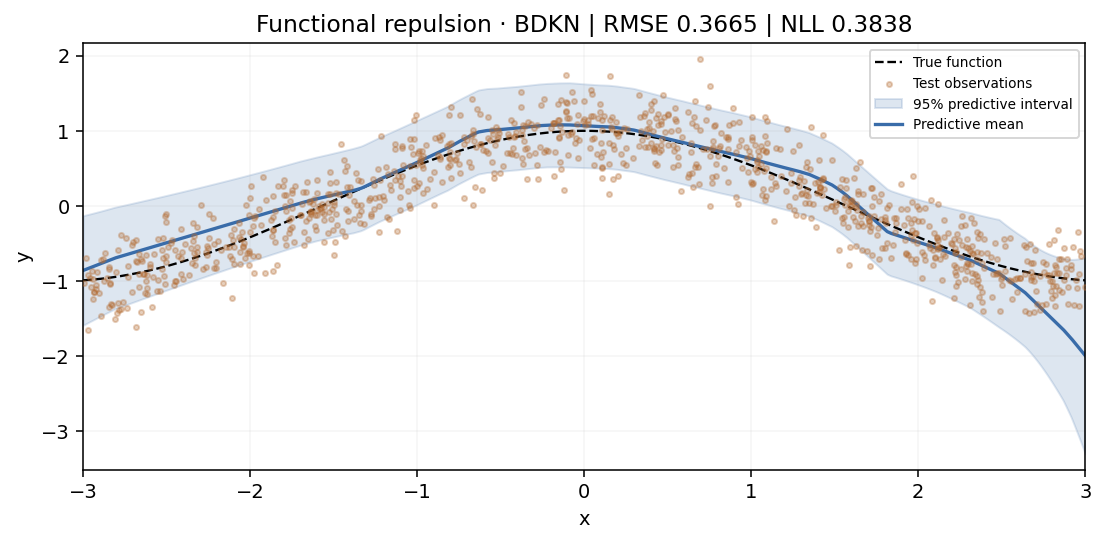 Functional repulsion · BDKN | RMSE 0.3665 | NLL 0.3838
True function
Test observations
95% predictive interval
Predictive mean
y
2
1
0
−1
−2
−3
−3
−2
−1
0
1
2
3
x